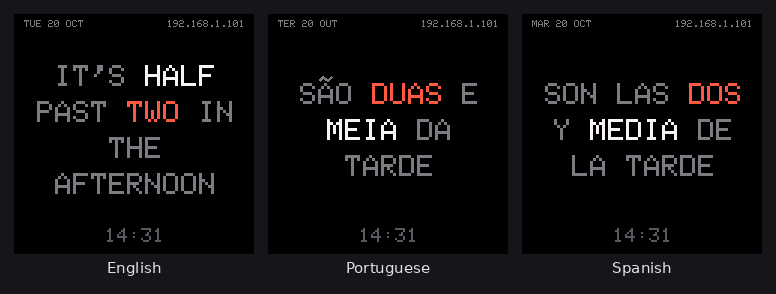 TUE 20 OCT 192.168.1.101
IT'S HALF
PAST TWO IN
THE
AFTERNOON
14:31
English
TER 20 OUT 192.168.1.101
SÃO DUAS E
MEIA DA
TARDE
14:31
Portuguese
MAR 20 OCT 192.168.1.101
SON LAS DOS
Y MEDIA DE
LA TARDE
14:31
Spanish